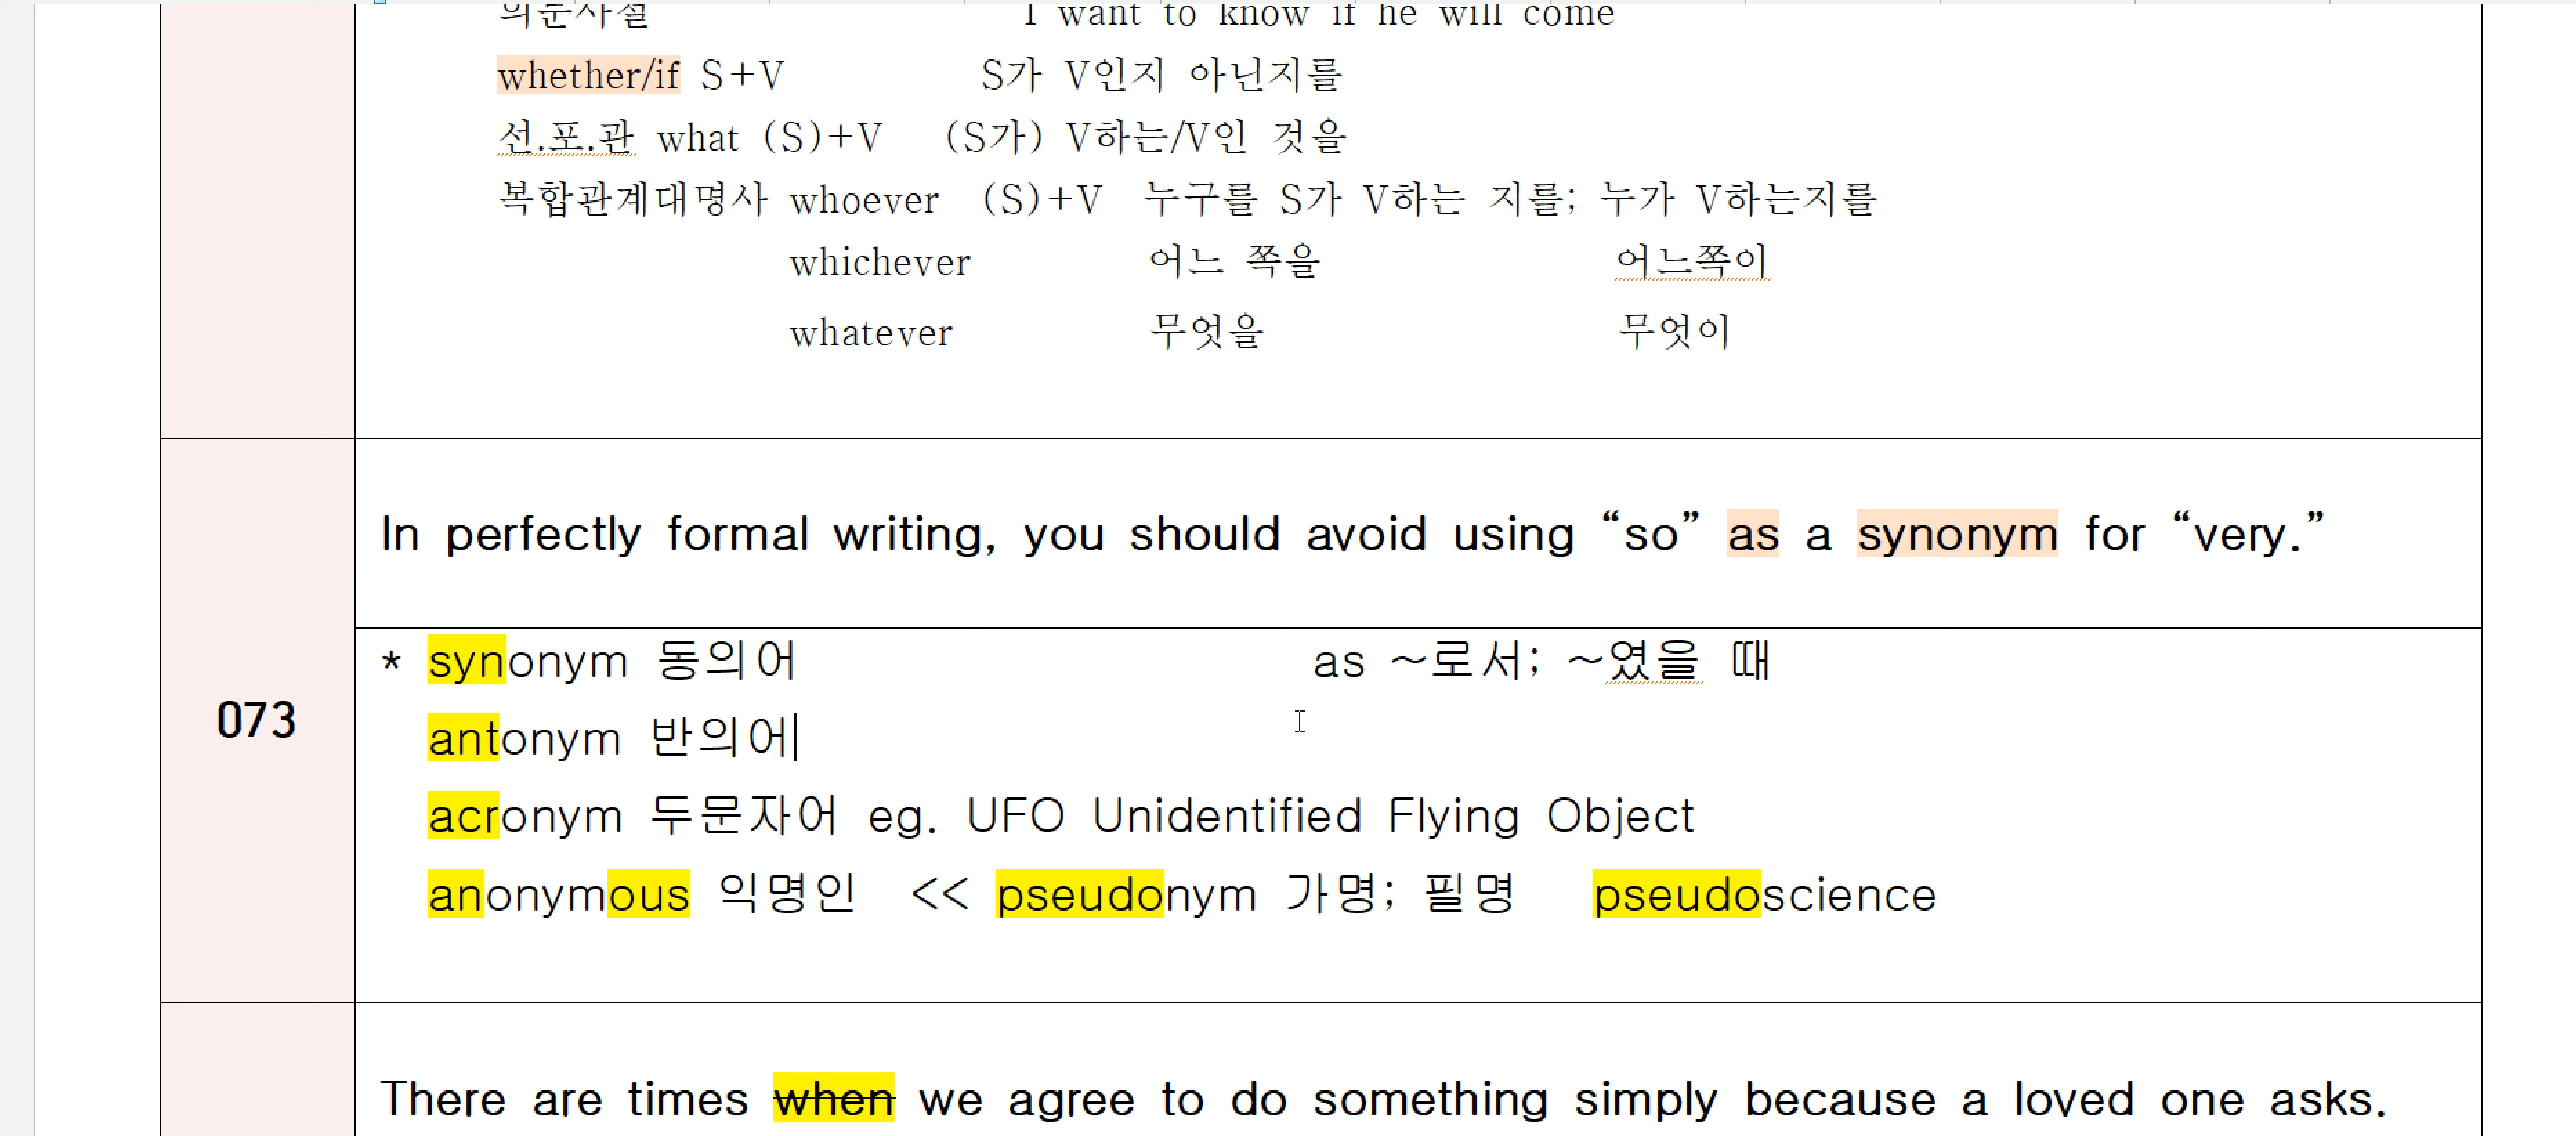 의문사절 I want to know if he will come
whether/if S+V S가 V인지 아닌지를
선.포.관 what (S)+V (S가) V하는/V인 것을
복합관계대명사 whoever (S)+V 누구를 S가 V하는 지를; 누가 V하는지를
whichever 어느 쪽을 어느쪽이
whatever 무엇을 무엇이
In perfectly formal writing, you should avoid using “so” as a synonym for “very.”
073
* synonym 동의어 as ~로서; ~였을 때
antonym 반의어
acronym 두문자어 eg. UFO Unidentified Flying Object
anonymous 익명인 << pseudonym 가명; 필명 pseudoscience
There are times when we agree to do something simply because a loved one asks.